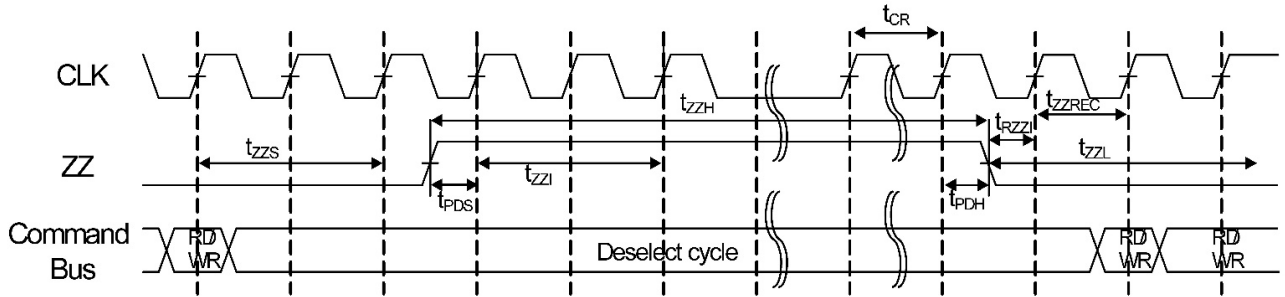 tCR
CLK
tZZH
tZZREC
tRZZI
tZZS
tZZI
tZZL
ZZ
tPDS
tPDH
Command
Bus
RD/
WR
Deselect cycle
RD/
WR
RD/
WR